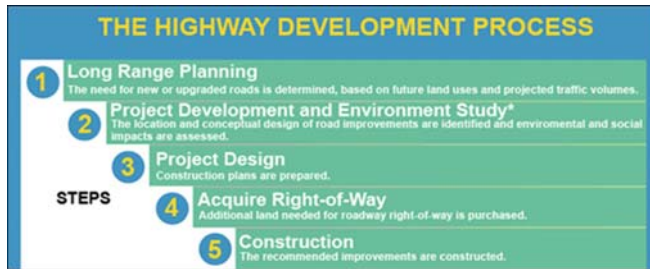 THE HIGHWAY DEVELOPMENT PROCESS
1 Long Range Planning
The need for new or upgraded roads is determined, based on future land uses and projected traffic volumes.
2 Project Development and Environment Study*
The location and conceptual design of road improvements are identified and enviromental and social
impacts are assessed.
3 Project Design
Construction plans are prepared.
STEPS
4 Acquire Right-of-Way
Additional land needed for roadway right-of-way is purchased.
5 Construction
The recommended improvements are constructed.